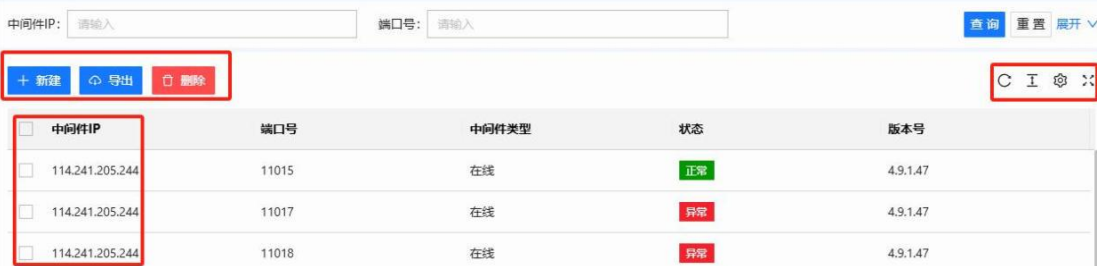 中间件IP: 请输入 端口号: 请输入 查询 重置 展开
新建 导出 删除
中间件IP 端口号 中间件类型 状态 版本号
114.241.205.244 11015 在线 正常 4.9.1.47
114.241.205.244 11017 在线 异常 4.9.1.47
114.241.205.244 11018 在线 异常 4.9.1.47